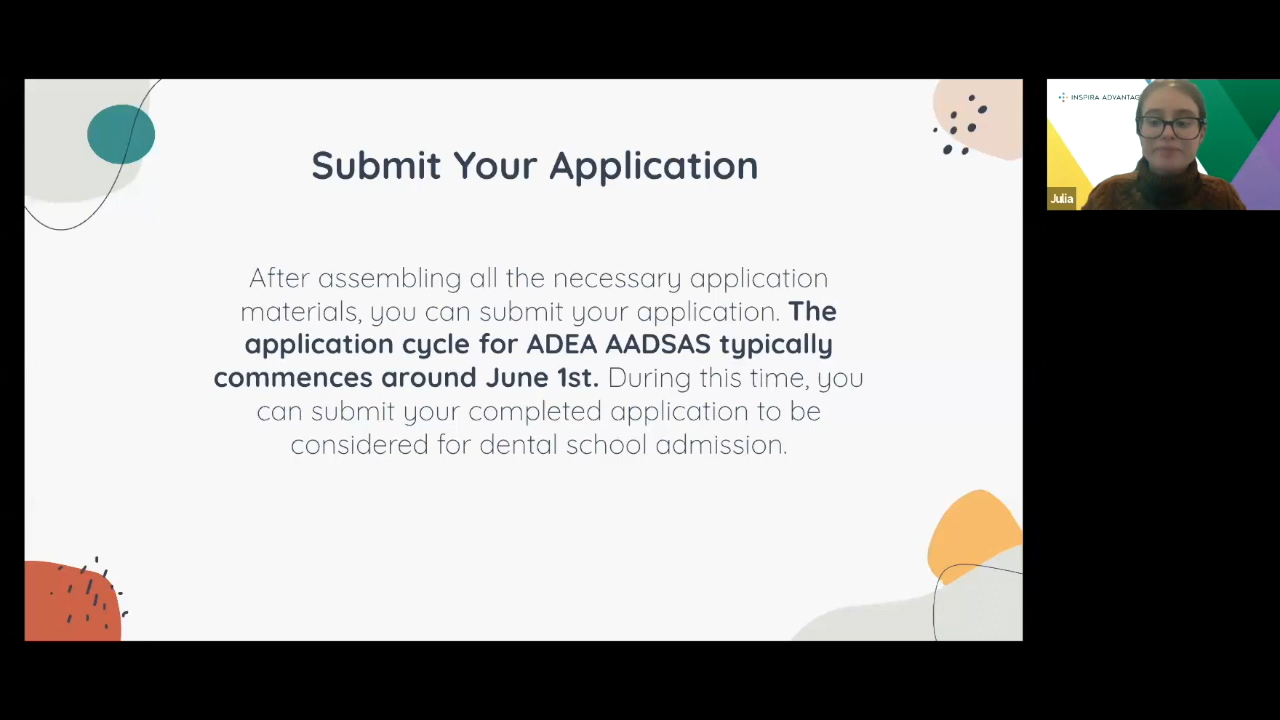 Submit Your Application
After assembling all the necessary application
materials, you can submit your application. The
application cycle for ADEA AADSAS typically
commences around June 1st. During this time, you
can submit your completed application to be
considered for dental school admission.
INSPIRA ADVANTAG
Julia